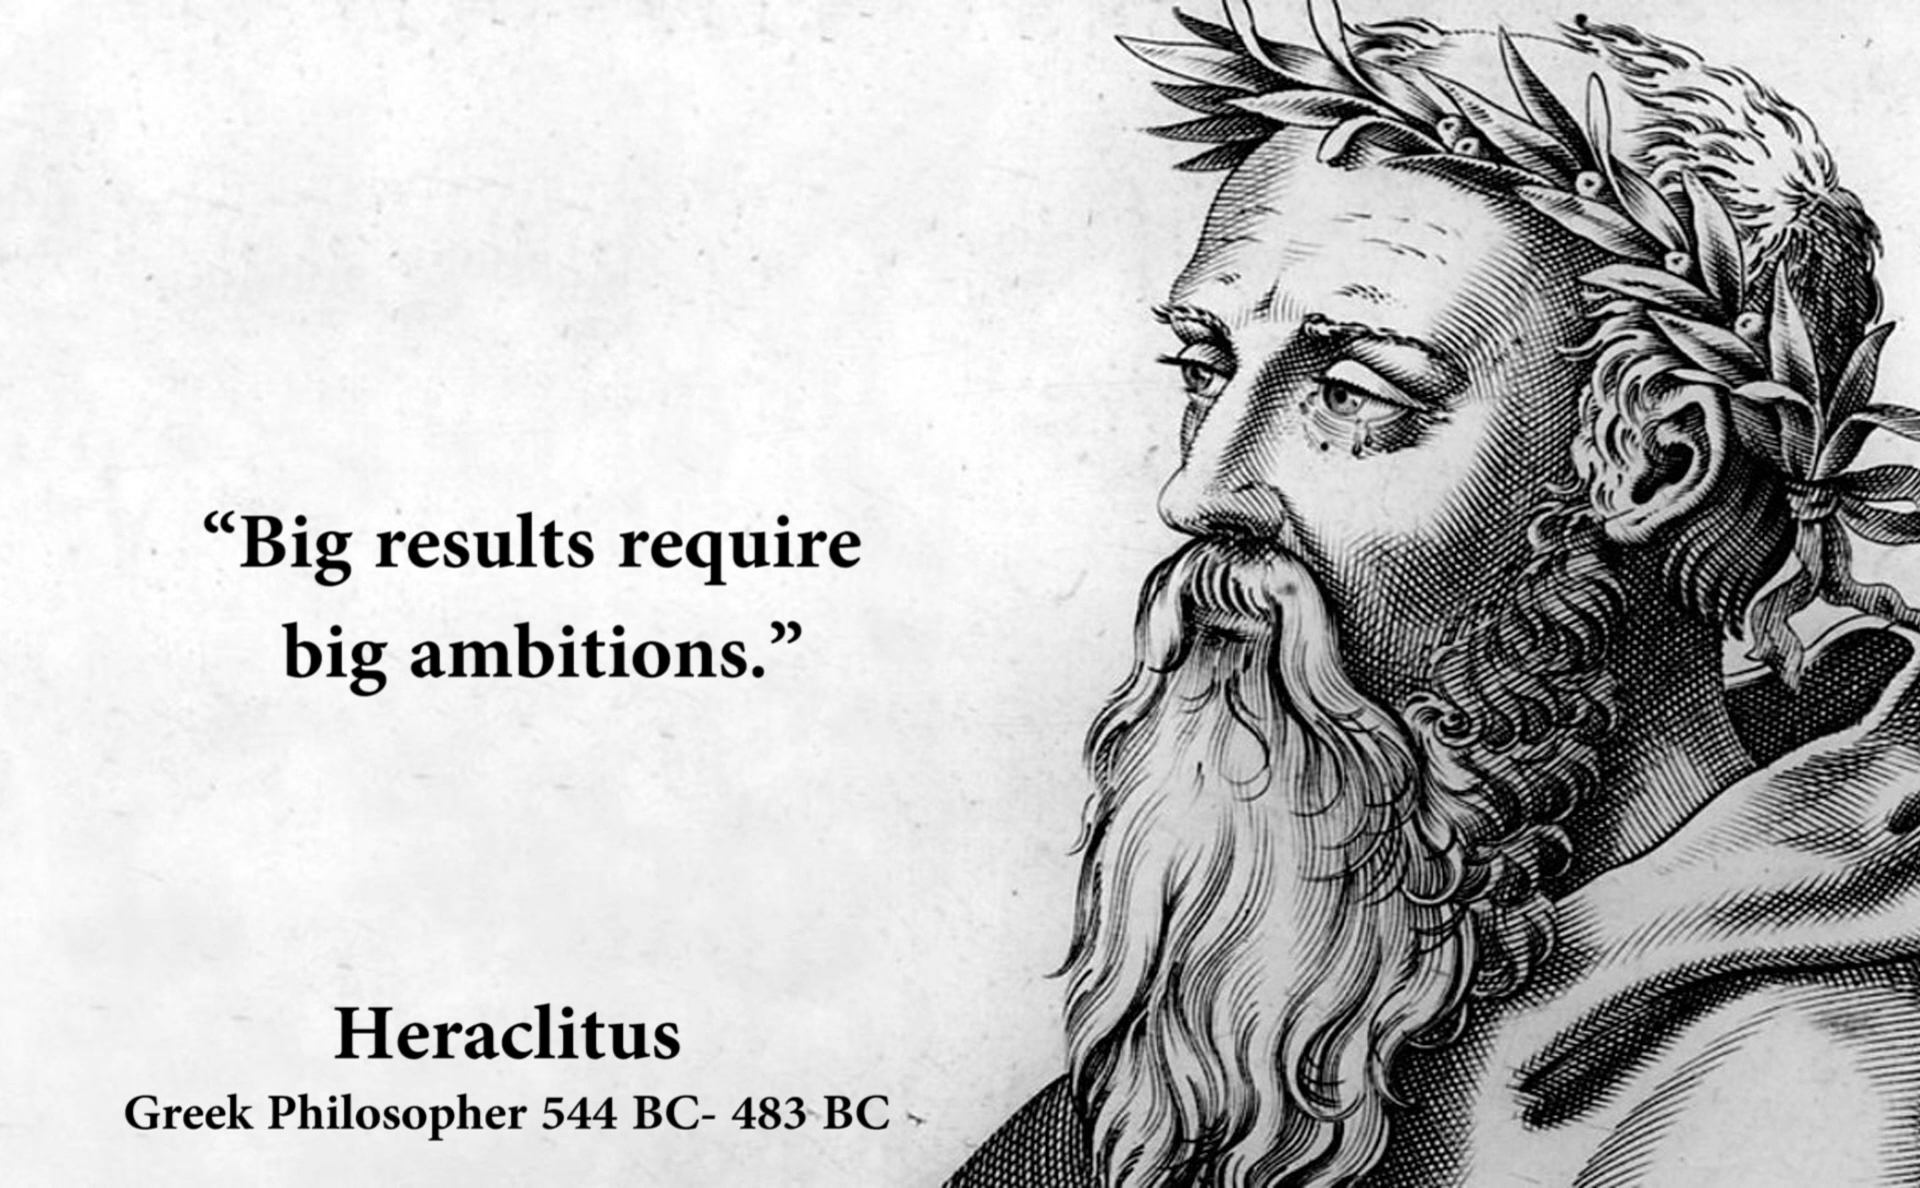 “Big results require
big ambitions.”
Heraclitus
Greek Philosopher 544 BC- 483 BC